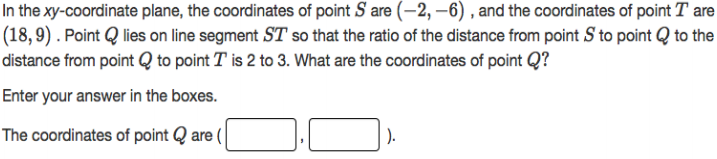 In the xy-coordinate plane, the coordinates of point S are (−2, −6) , and the coordinates of point T are
(18, 9) . Point Q lies on line segment ST so that the ratio of the distance from point S to point Q to the
distance from point Q to point T is 2 to 3. What are the coordinates of point Q?
Enter your answer in the boxes.
The coordinates of point Q are ( , ).